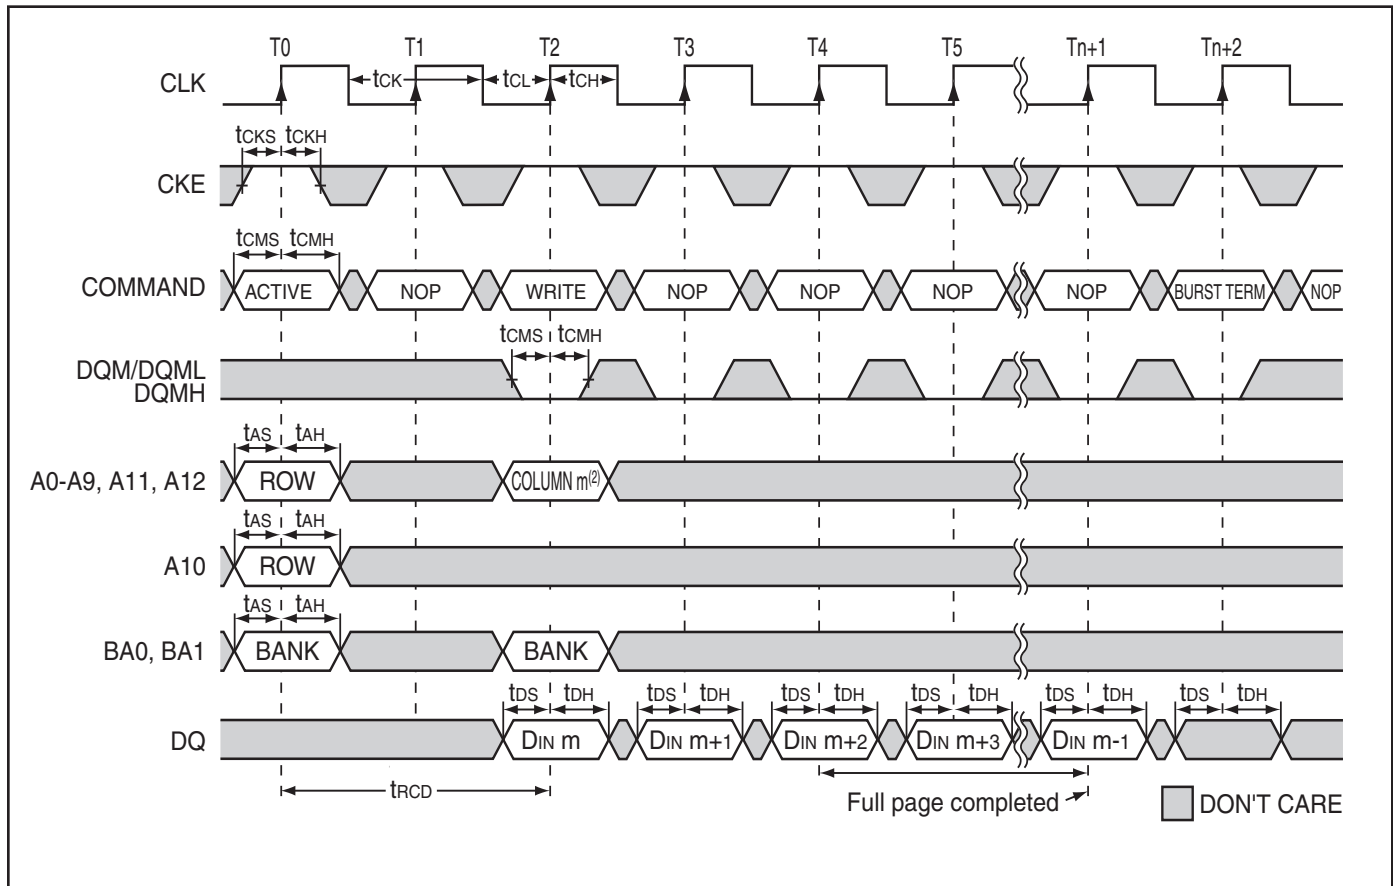 T0 T1 T2 T3 T4 T5 Tn+1 Tn+2
CLK tCK tCL tCH
tCKS tCKH
CKE
tCMS tCMH
COMMAND ACTIVE NOP WRITE NOP NOP NOP NOP BURST TERM NOP
tCMS tCMH
DQM/DQML
DQMH
tAS tAH
A0-A9, A11, A12 ROW COLUMN m(2)
tAS tAH
A10 ROW
tAS tAH
BA0, BA1 BANK BANK
tDS tDH tDS tDH tDS tDH tDS tDH tDS tDH tDS tDH
DQ DIN m DIN m+1 DIN m+2 DIN m+3 DIN m-1
tRCD
Full page completed DON'T CARE